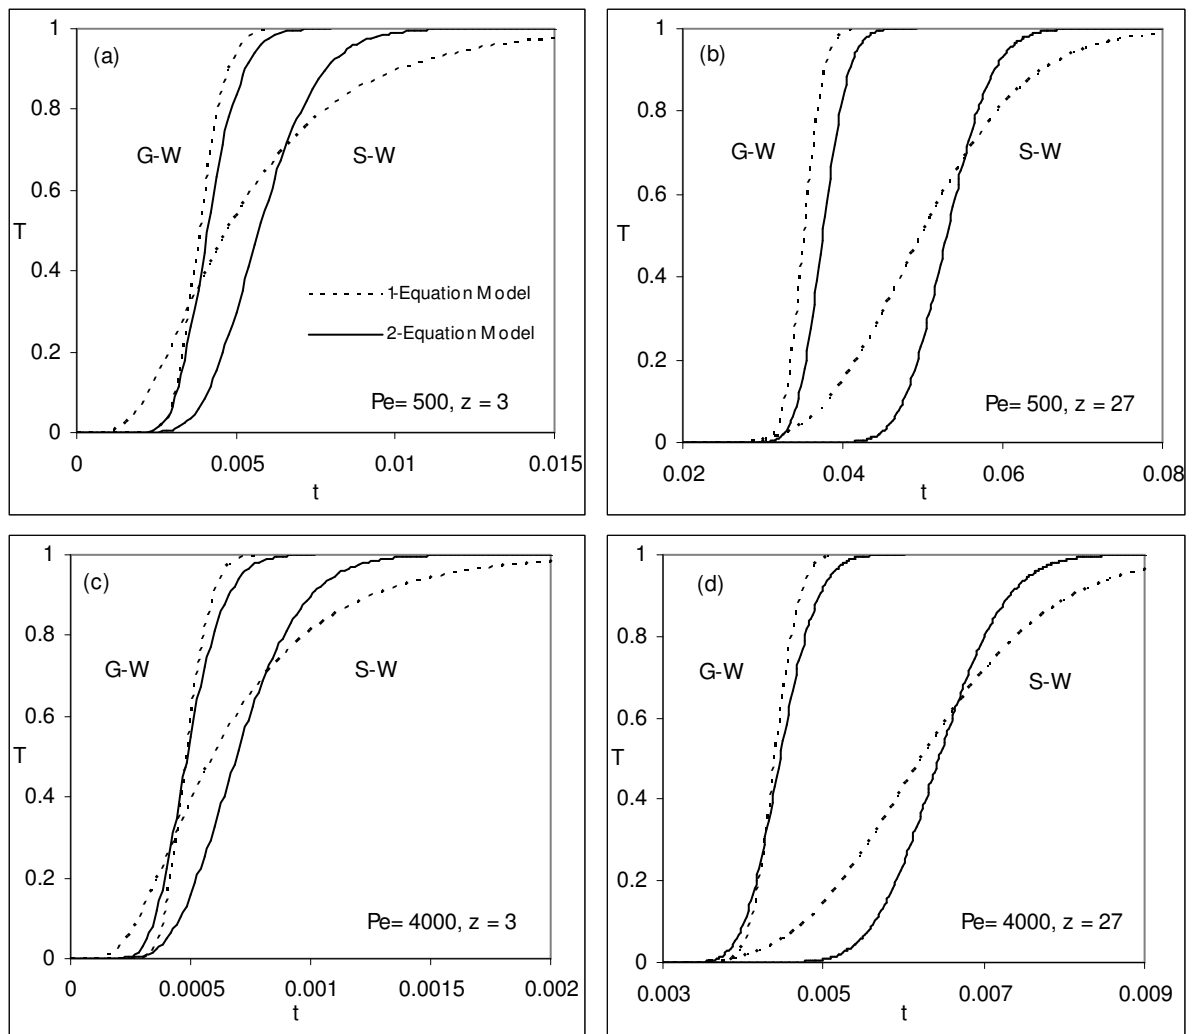 1
(a)
0.8
G-W
S-W
0.6
T
0.4
1-Equation Model
2-Equation Model
0.2
Pe= 500, z = 3
0
0
0.005
0.01
0.015
t
1
(b)
0.8
G-W
S-W
0.6
T
0.4
0.2
Pe= 500, z = 27
0
0.02
0.04
0.06
0.08
t
1
(c)
0.8
G-W
S-W
0.6
T
0.4
0.2
Pe= 4000, z = 3
0
0
0.0005
0.001
0.0015
0.002
t
1
(d)
0.8
G-W
S-W
0.6
T
0.4
0.2
Pe= 4000, z = 27
0
0.003
0.005
0.007
0.009
t